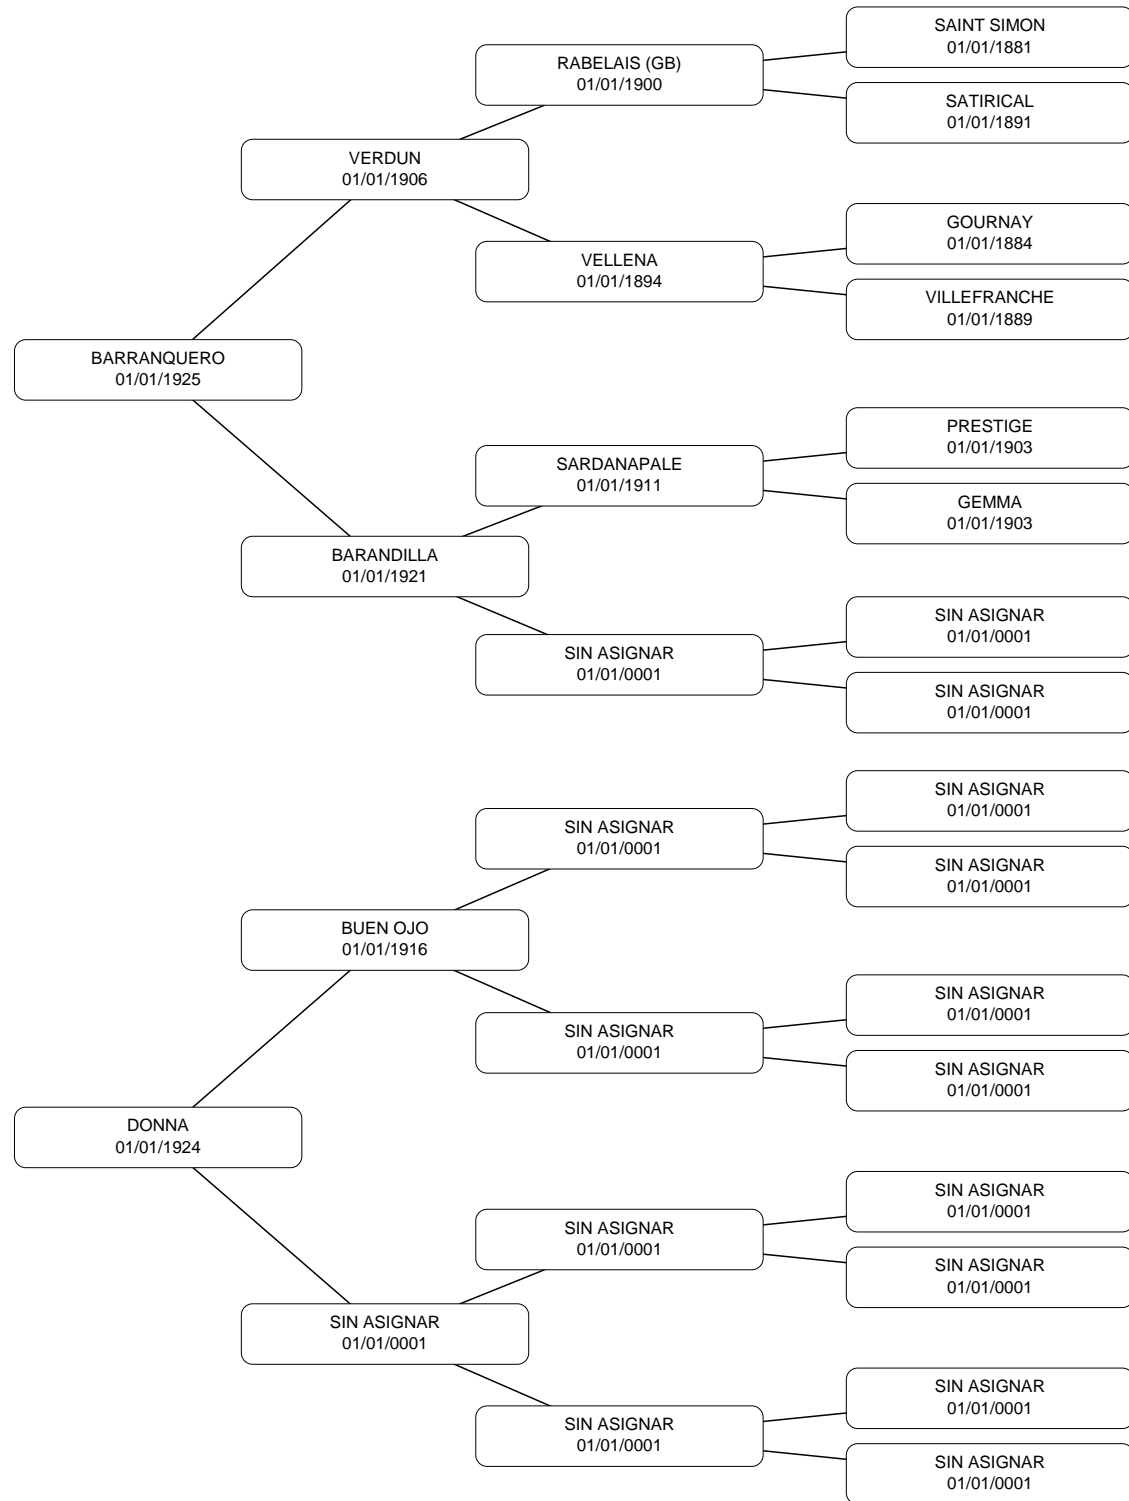 SAINT SIMON
01/01/1881
RABELAIS (GB)
01/01/1900
SATIRICAL
01/01/1891
VERDUN
01/01/1906
GOURNAY
01/01/1884
VELLENA
01/01/1894
VILLEFRANCHE
01/01/1889
BARRANQUERO
01/01/1925
PRESTIGE
01/01/1903
SARDANAPALE
01/01/1911
GEMMA
01/01/1903
BARANDILLA
01/01/1921
SIN ASIGNAR
01/01/0001
SIN ASIGNAR
01/01/0001
SIN ASIGNAR
01/01/0001
SIN ASIGNAR
01/01/0001
SIN ASIGNAR
01/01/0001
SIN ASIGNAR
01/01/0001
BUEN OJO
01/01/1916
SIN ASIGNAR
01/01/0001
SIN ASIGNAR
01/01/0001
SIN ASIGNAR
01/01/0001
DONNA
01/01/1924
SIN ASIGNAR
01/01/0001
SIN ASIGNAR
01/01/0001
SIN ASIGNAR
01/01/0001
SIN ASIGNAR
01/01/0001
SIN ASIGNAR
01/01/0001
SIN ASIGNAR
01/01/0001
SIN ASIGNAR
01/01/0001